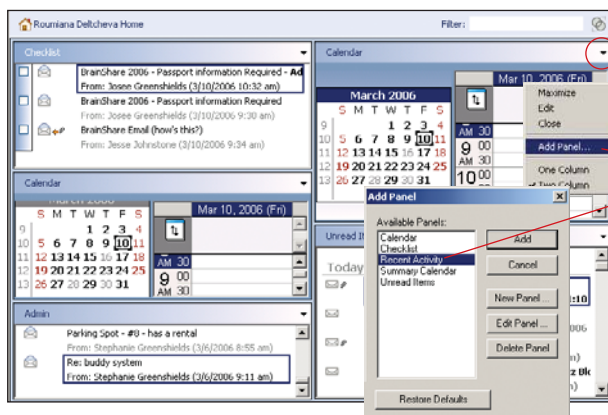 Roumiana Deltcheva Home
Filter:
Checklist
BrainShare 2006 - Passport information Required - Ad
From: Josee Greenshields (3/10/2006 10:32 am)
BrainShare 2006 - Passport information Required
From: Josee Greenshields (3/10/2006 9:30 am)
BrainShare Email (how's this?)
From: Jesse Johnstone (3/10/2006 9:34 am)
Calendar
March 2006
S M T W T F S
9 1 2 3 4
10 5 6 7 8 9 10 11
11 12 13 14 15 16 17 18
12 19 20 21 22 23 24 25
13 26 27 28 29 30 31
Mar 10, 2006 (Fri)
AM 30
9 00
AM 30
Admin
Parking Spot - #8 - has a rental
From: Stephanie Greenshields (3/6/2006 8:55 am)
Re: buddy system
From: Stephanie Greenshields (3/6/2006 9:11 am)
Calendar
March 2006
S M T W T F S
9 1 2 3 4
10 5 6 7 8 9 10 11
11 12 13 14 15 16 17 18
12 19 20 21 22 23 24 25
13 26 27 28 29 30 31
Mar 10, 2006 (Fri)
AM 30
9 00
AM 30
10 00
Maximize
Edit
Close
Add Panel...
One Column
Two Column
Unread It
Today
:10
006
Add Panel
Available Panels:
Calendar
Checklist
Recent Activity
Summary Calendar
Unread Items
Add
Cancel
New Panel...
Edit Panel...
Delete Panel
Restore Defaults